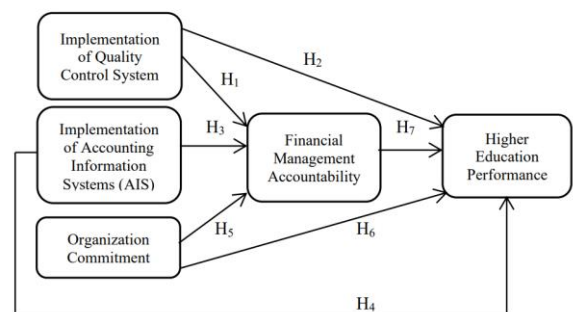 Implementation
of Quality
Control System
H₂
H₁
Implementation
of Accounting
Information
Systems (AIS)
H₃
Financial
Management
Accountability
H₇
Higher
Education
Performance
Organization
Commitment
H₅
H₆
H₄